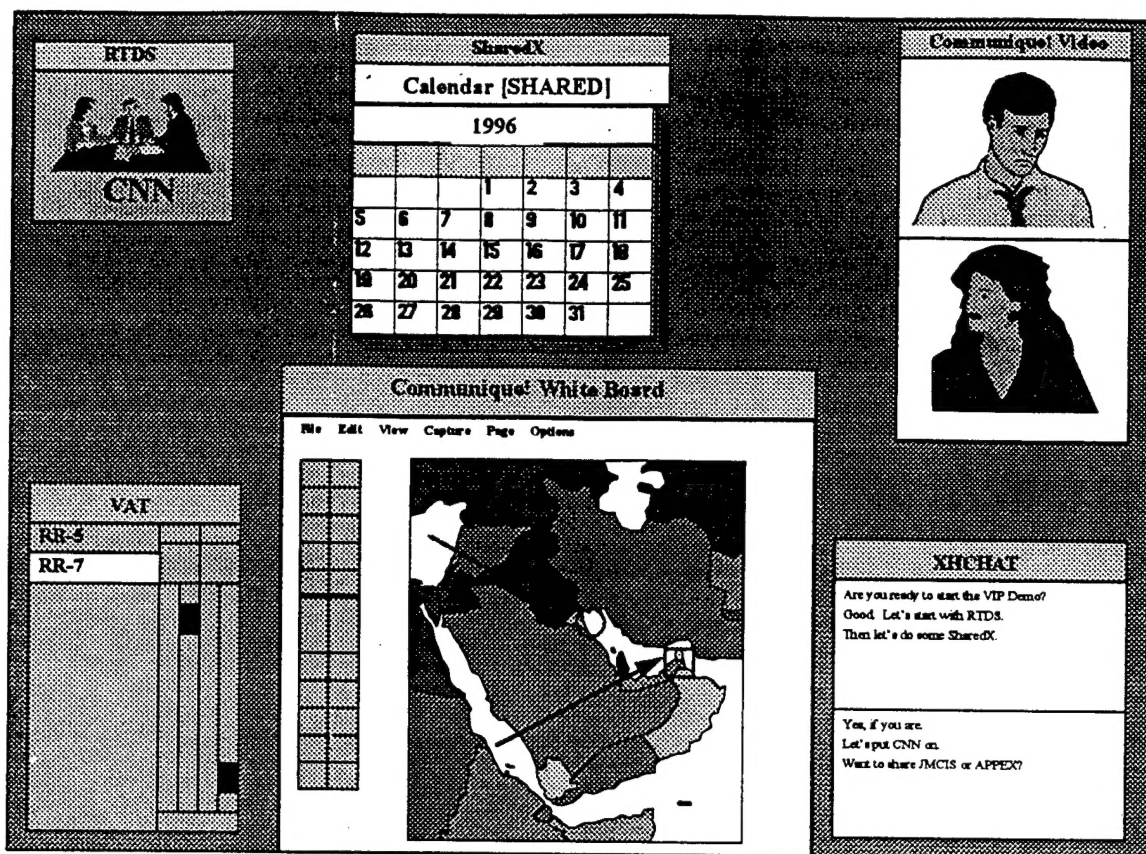 RTDS
CNN
SharedX
Calendar [SHARED]
1996
1 2 3 4
5 6 7 8 9 10 11
12 13 14 15 16 17 18
19 20 21 22 23 24 25
26 27 28 29 30 31
Communique! Video
Communique! White Board
File Edit View Capture Page Options
VAT
RR-5
RR-7
XHCHAT
Are you ready to start the VIP Demo?
Good. Let's start with RTDS.
Then let's do some SharedX.
Yes, if you are.
Let's put CNN on.
Want to share JMCIS or APPEX?